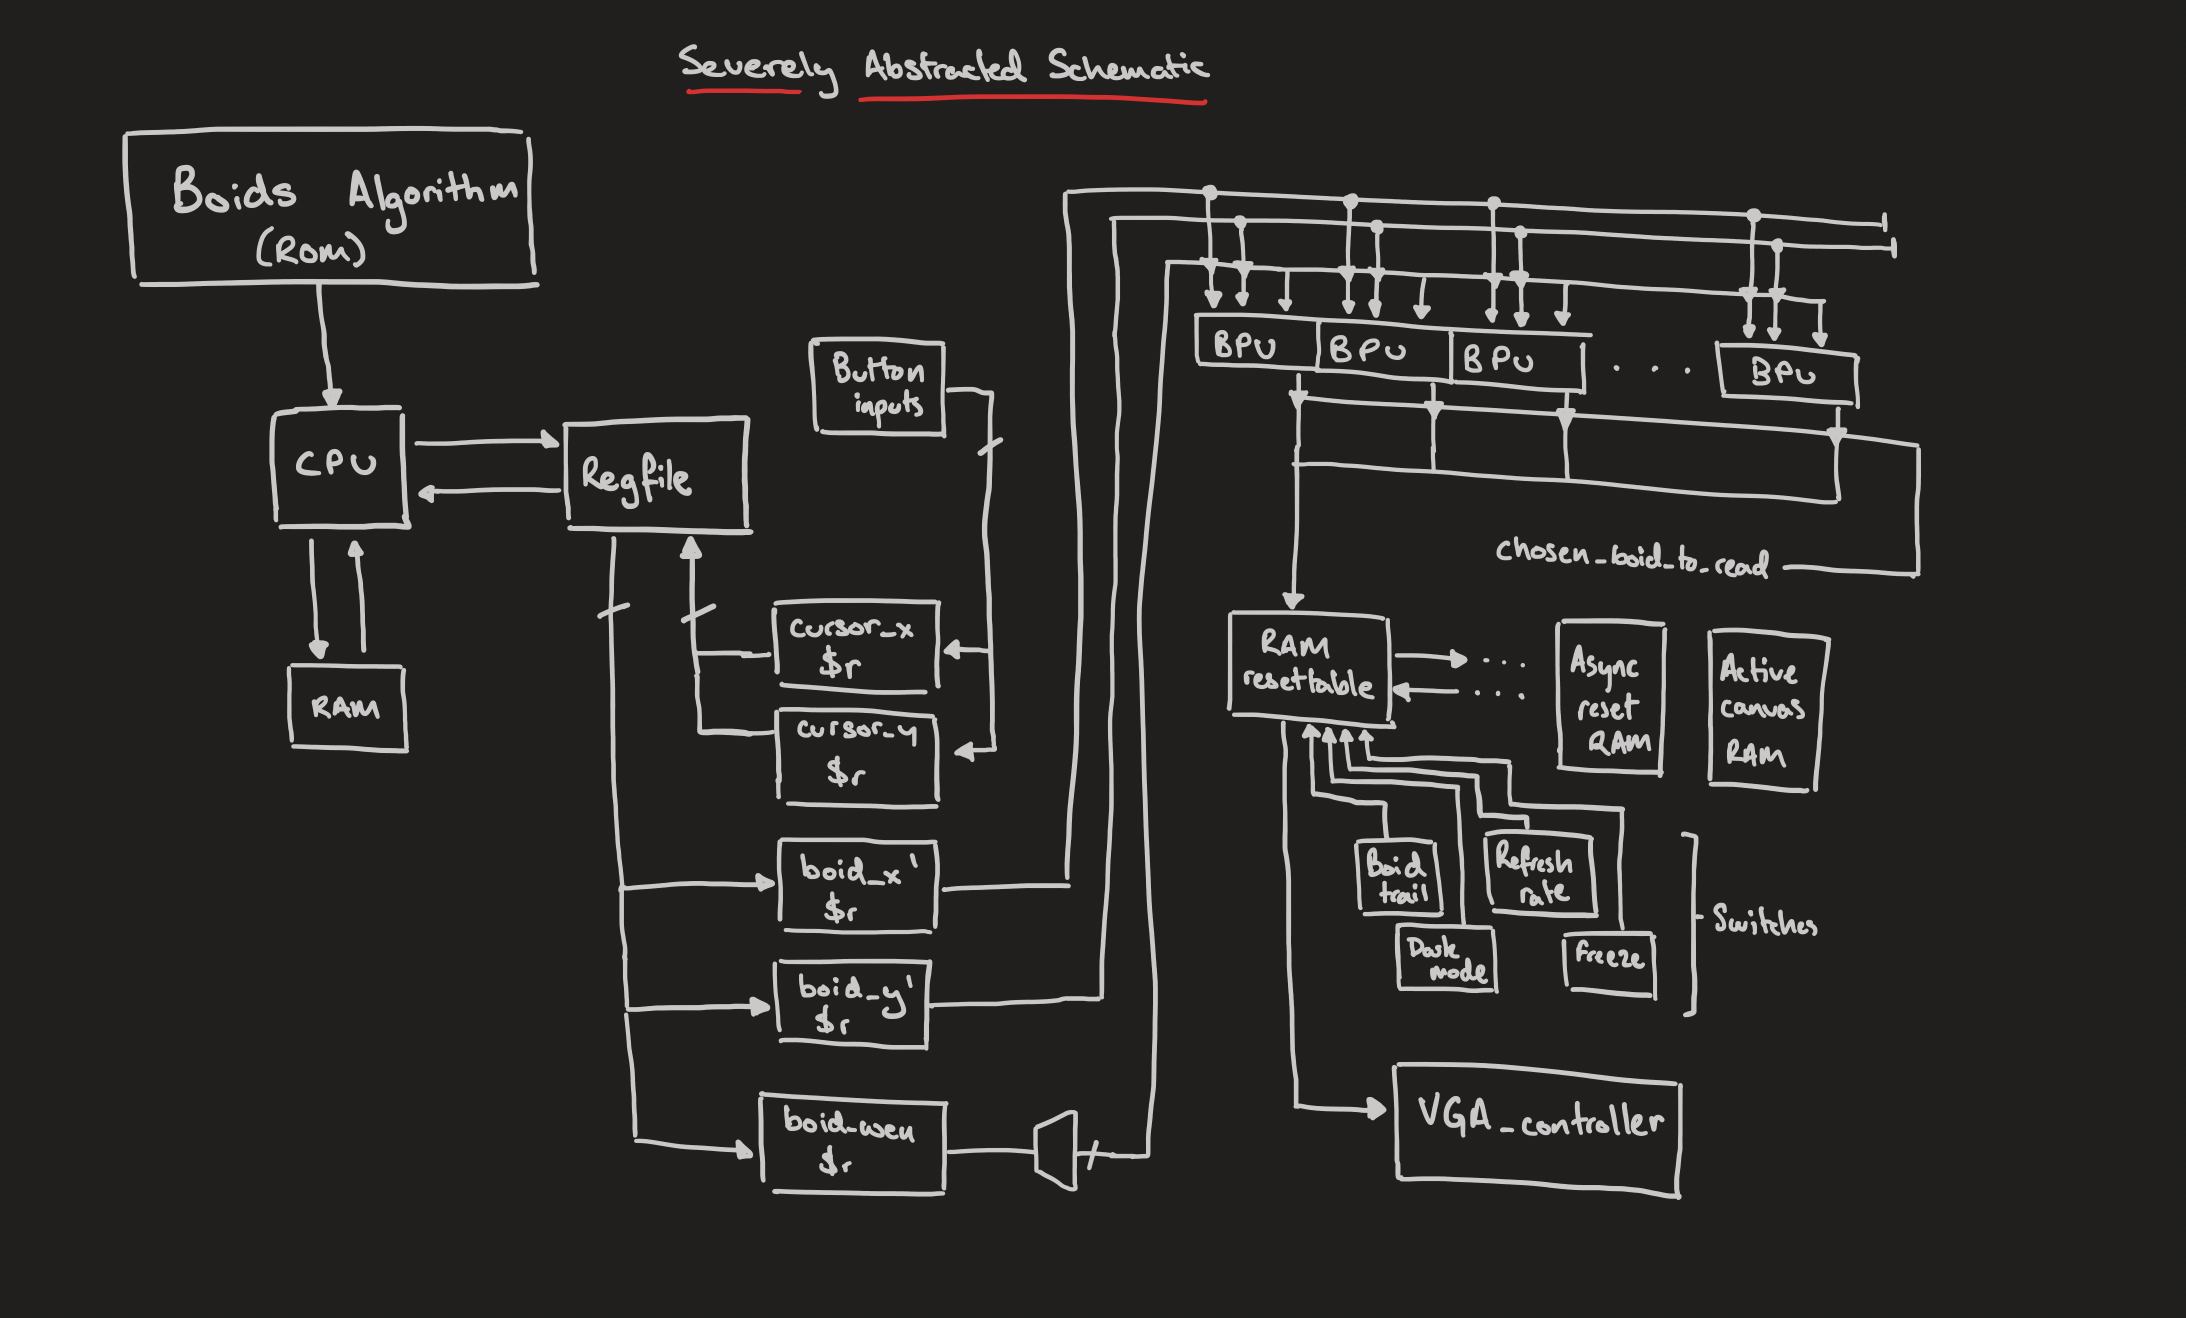 Severely Abstracted Schematic
Boids Algorithm
(Rom)
CPU
RAM
Regfile
Button
inputs
cursor_x
$r
cursor_y
$r
boid_x'
$r
boid_y'
$r
boid_wen
$r
BPU
BPU
BPU
. . . .
BPU
chosen_boid_to_read
RAM
resettable
. . .
. . .
Async
reset
RAM
Active
canvas
RAM
Boid
trail
Refresh
rate
Dark
mode
Freeze
Switches
VGA_controller